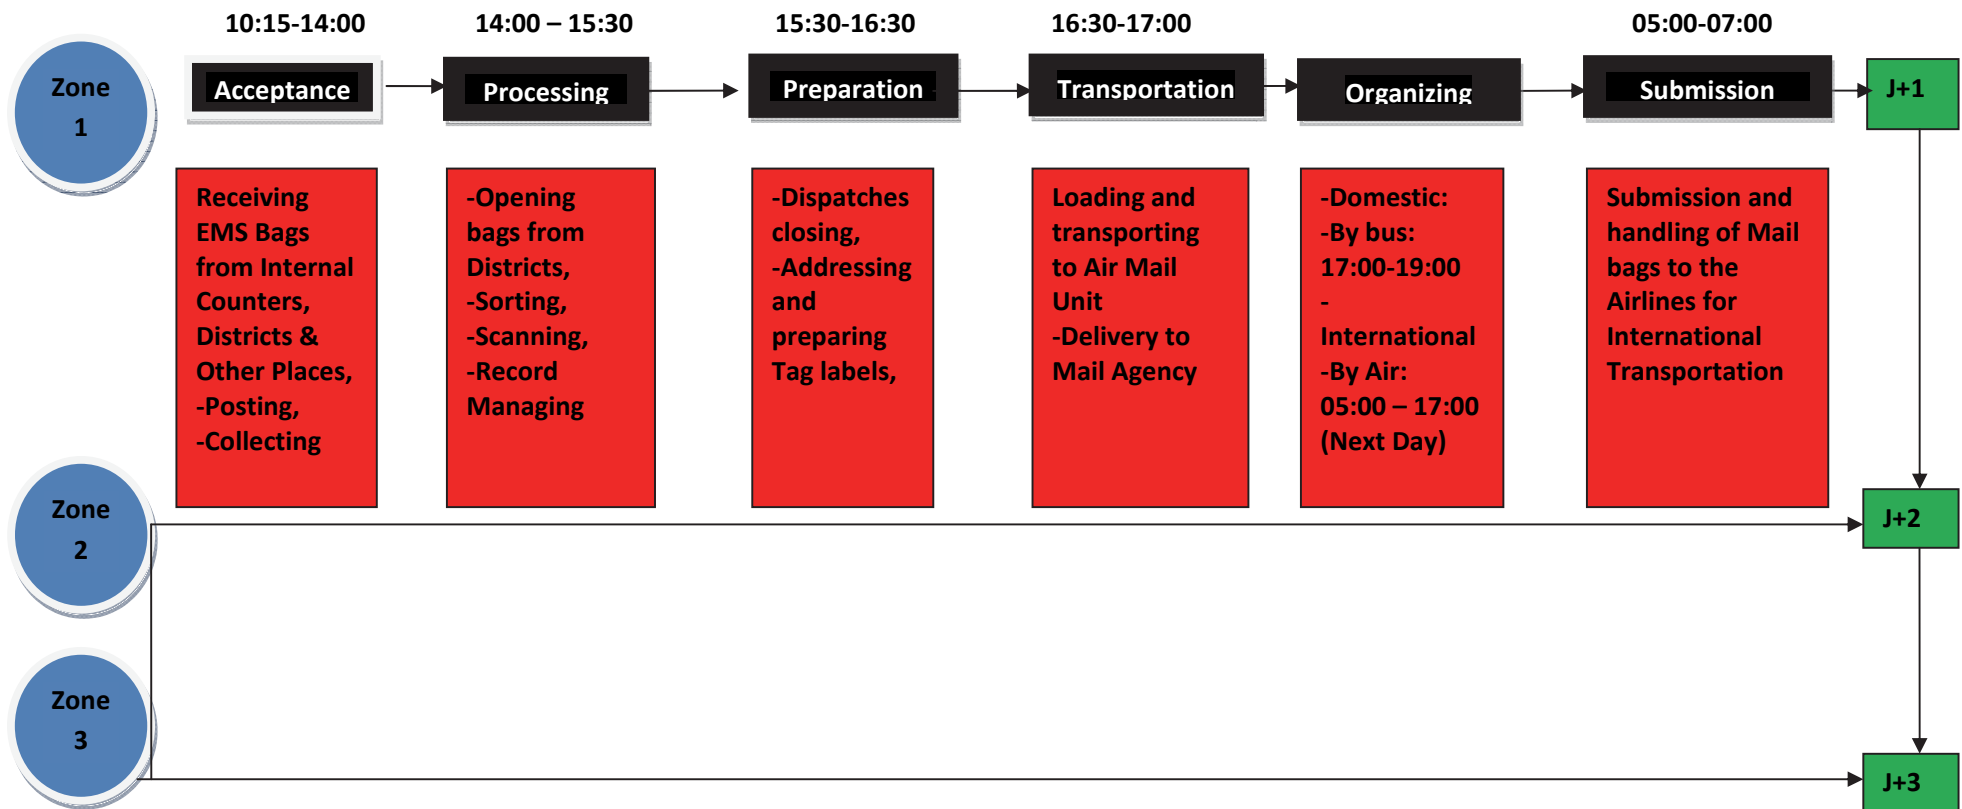 10:15-14:00
14:00 – 15:30
15:30-16:30
16:30-17:00
05:00-07:00
Zone
1
Acceptance
Processing
Preparation
Transportation
Organizing
Submission
J+1
Receiving
EMS Bags
from Internal
Counters,
Districts &
Other Places,
-Posting,
-Collecting
-Opening
bags from
Districts,
-Sorting,
-Scanning,
-Record
Managing
-Dispatches
closing,
-Addressing
and
preparing
Tag labels,
Loading and
transporting
to Air Mail
Unit
-Delivery to
Mail Agency
-Domestic:
-By bus:
17:00-19:00
-
International
-By Air:
05:00 – 17:00
(Next Day)
Submission and
handling of Mail
bags to the
Airlines for
International
Transportation
Zone
2
J+2
Zone
3
J+3